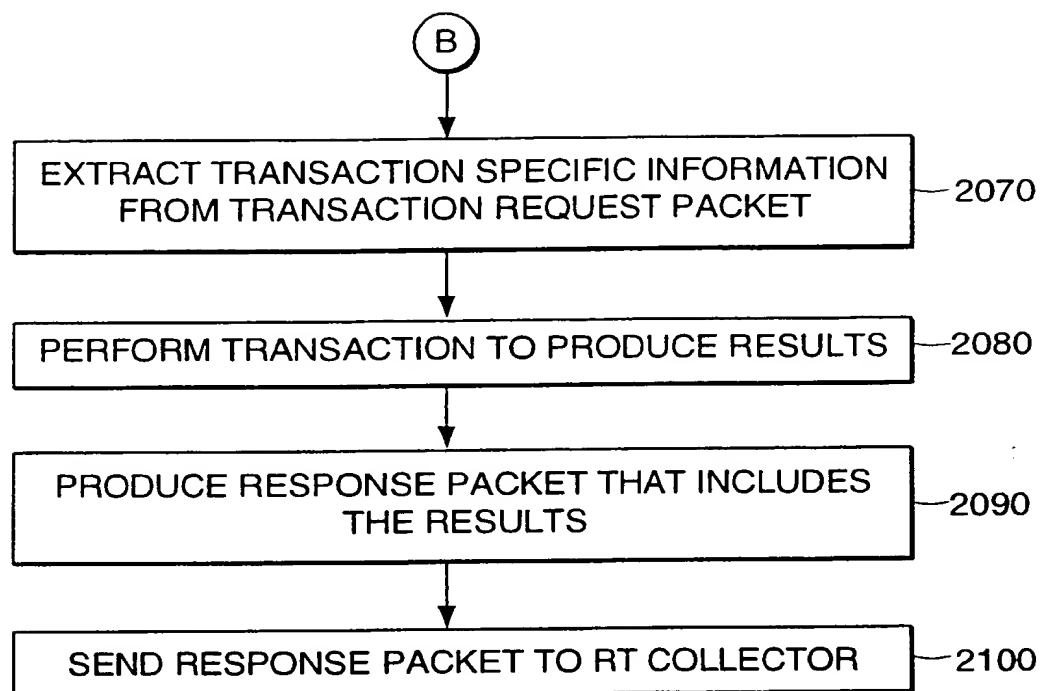 B
EXTRACT TRANSACTION SPECIFIC INFORMATION
FROM TRANSACTION REQUEST PACKET
2070
PERFORM TRANSACTION TO PRODUCE RESULTS
2080
PRODUCE RESPONSE PACKET THAT INCLUDES
THE RESULTS
2090
SEND RESPONSE PACKET TO RT COLLECTOR
2100